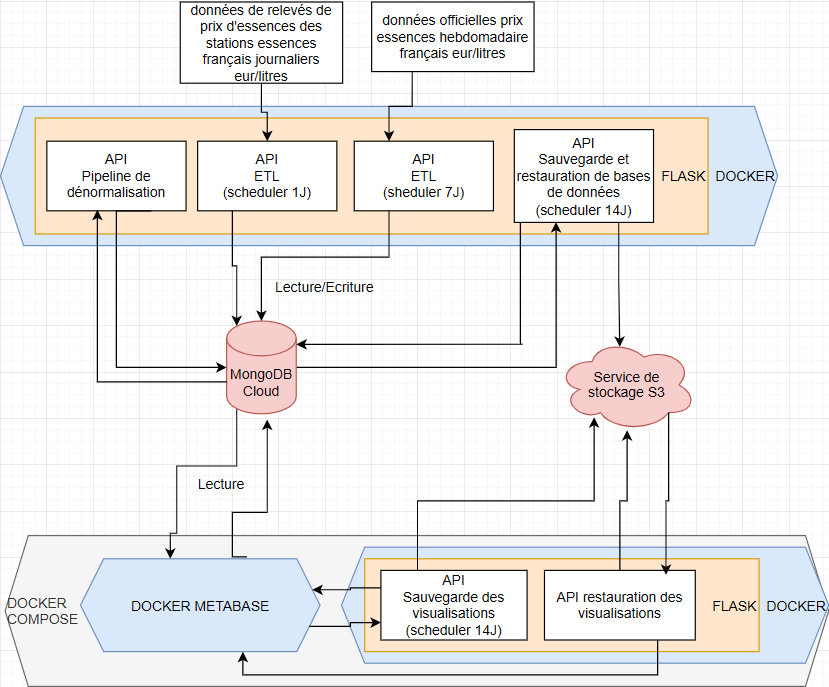 données de relevés de
prix d'essences des
stations essences
français journaliers
eur/litres
données officielles prix
essences hebdomadaire
français eur/litres
API
Pipeline de
dénormalisation
API
ETL
(scheduler 1J)
API
ETL
(sheduler 7J)
API
Sauvegarde et
restauration de bases
de données
(scheduler 14J)
FLASK
DOCKER
Lecture/Ecriture
MongoDB
Cloud
Service de
stockage S3
Lecture
DOCKER
COMPOSE
DOCKER METABASE
API
Sauvegarde des
visualisations
(scheduler 14J)
API restauration des
visualisations
FLASK
DOCKER